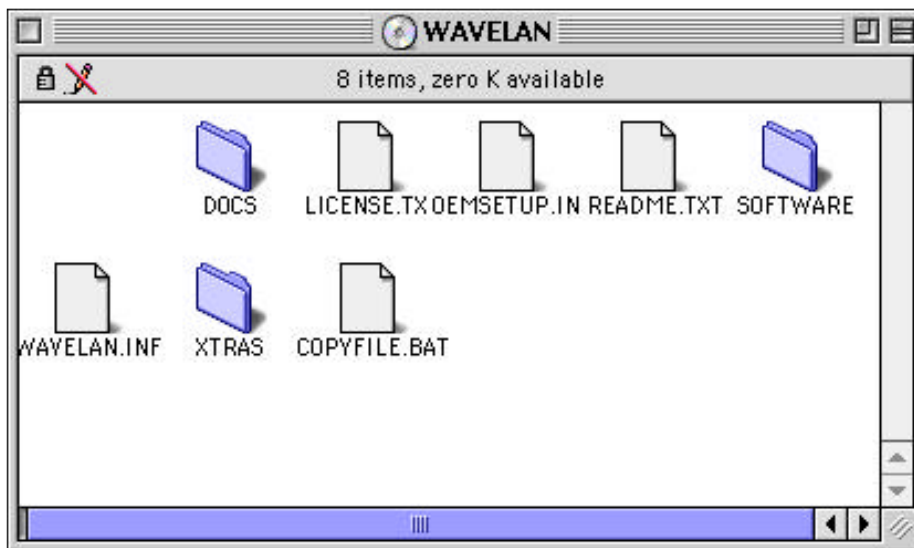 WAVELAN
8 items, zero K available
DOCS LICENSE.TX OEMSETUP.IN README.TXT SOFTWARE
WAVELAN.INF XTRAS COPYFILE.BAT